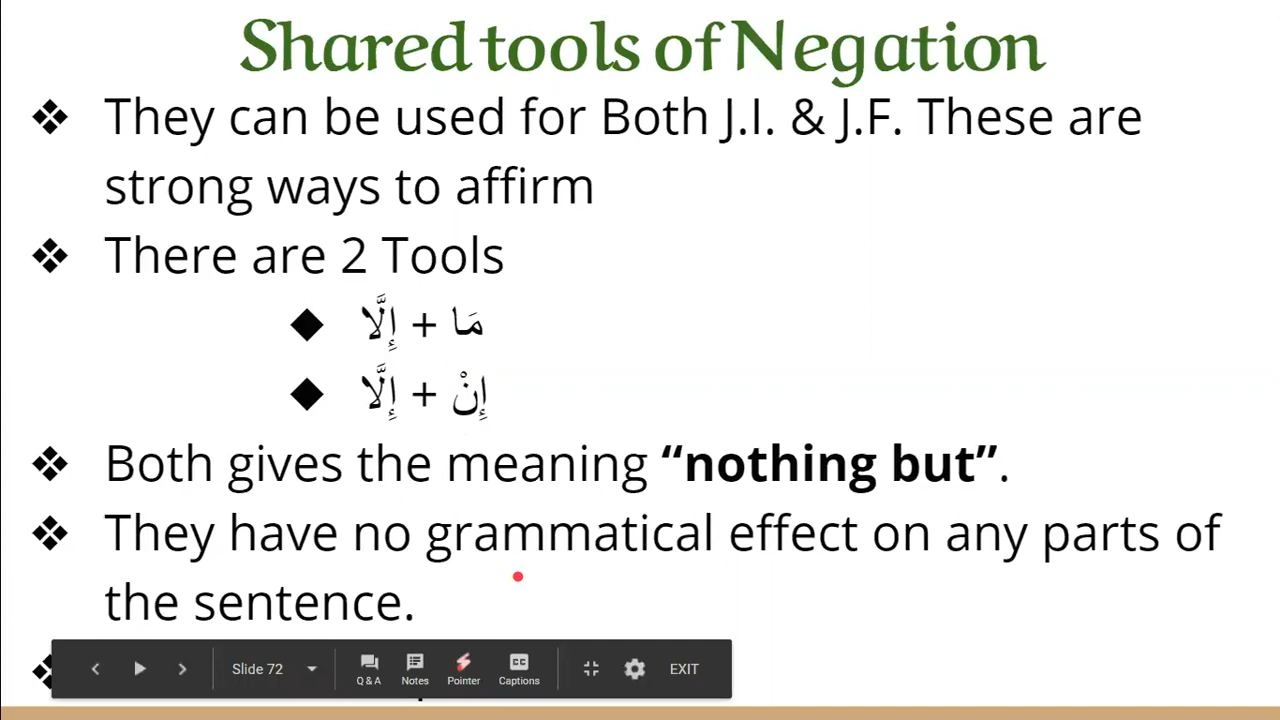 Shared tools of Negation
❖ They can be used for Both J.I. & J.F. These are
strong ways to affirm
❖ There are 2 Tools
◆ مَا + إِلَّا
◆ إِنْ + إِلَّا
❖ Both gives the meaning “nothing but”.
❖ They have no grammatical effect on any parts of
the sentence.
Slide 72
Q & A
Notes
Pointer
CC
Captions
EXIT